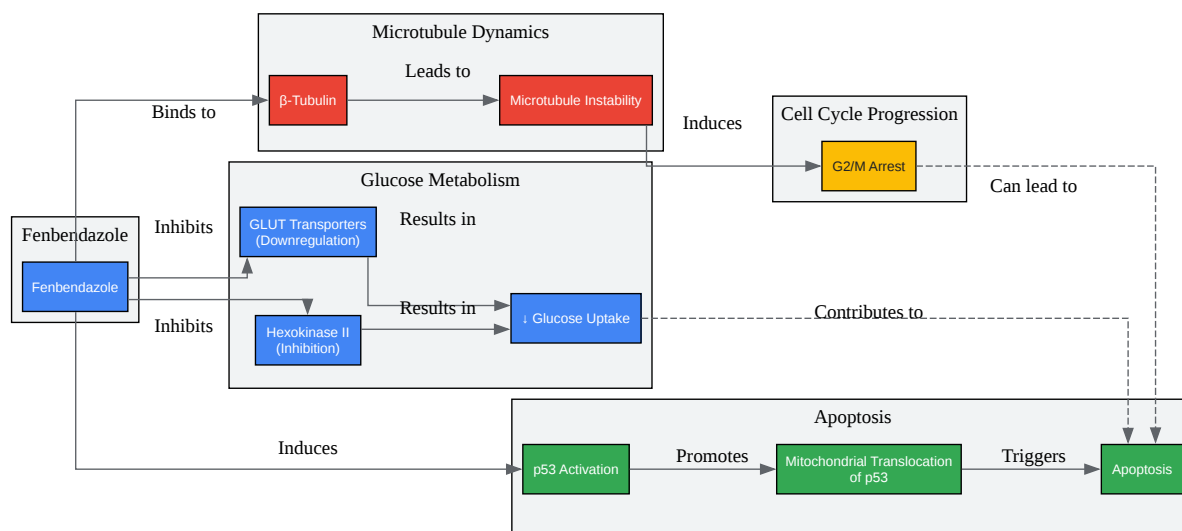 Microtubule Dynamics
Leads to
β-Tubulin
Microtubule Instability
Binds to
Induces
Cell Cycle Progression
G2/M Arrest
Can lead to
Glucose Metabolism
Inhibits
GLUT Transporters
(Downregulation)
Results in
Fenbendazole
Fenbendazole
Inhibits
Hexokinase II
(Inhibition)
Results in
↓ Glucose Uptake
Contributes to
Apoptosis
Induces
p53 Activation
Promotes
Mitochondrial Translocation
of p53
Triggers
Apoptosis